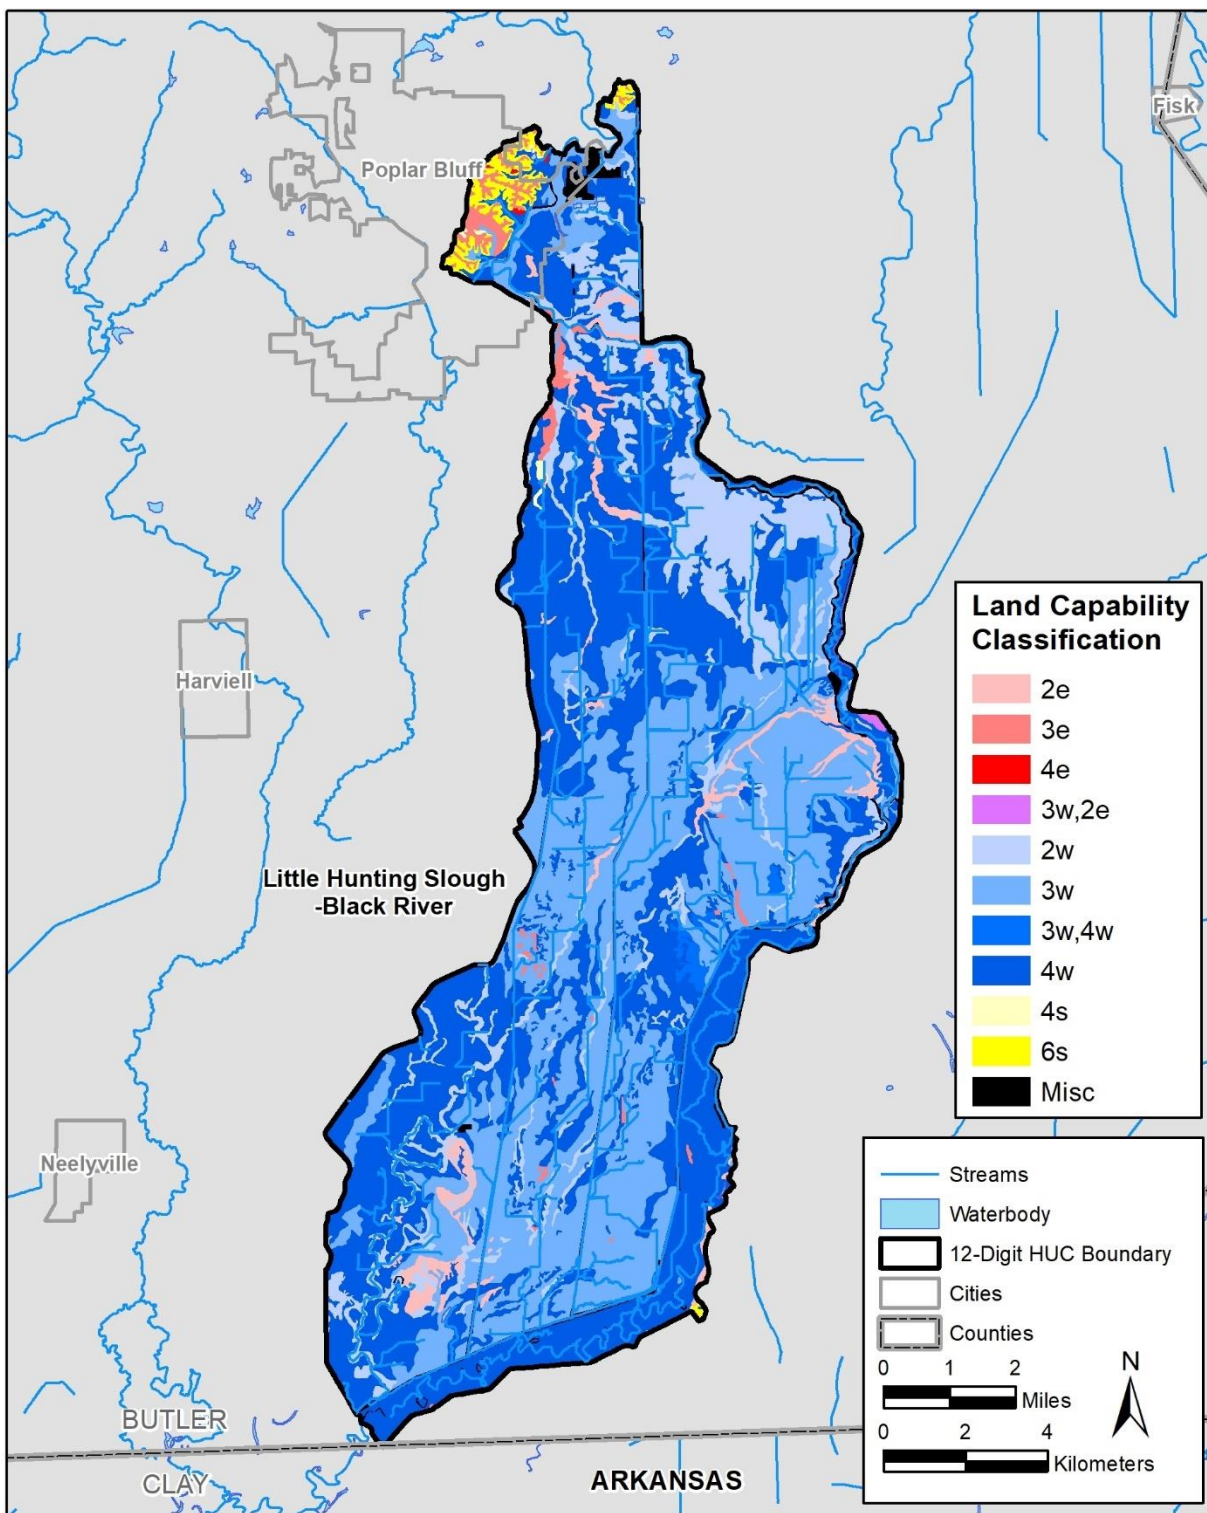 Fisk
Poplar Bluff
Harviell
Little Hunting Slough
-Black River
Neelyville
BUTLER
CLAY
ARKANSAS
Land Capability
Classification
2e
3e
4e
3w,2e
2w
3w
3w,4w
4w
4s
6s
Misc
Streams
Waterbody
12-Digit HUC Boundary
Cities
Counties
0 1 2
Miles
0 2 4
Kilometers
N